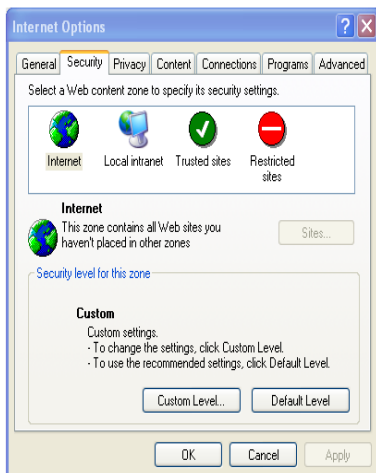 Internet Options
General Security Privacy Content Connections Programs Advanced
Select a Web content zone to specify its security settings.
Internet Local intranet Trusted sites Restricted sites
Internet
This zone contains all Web sites you
haven't placed in other zones
Sites...
Security level for this zone
Custom
Custom settings.
- To change the settings, click Custom Level.
- To use the recommended settings, click Default Level.
Custom Level... Default Level
OK Cancel Apply